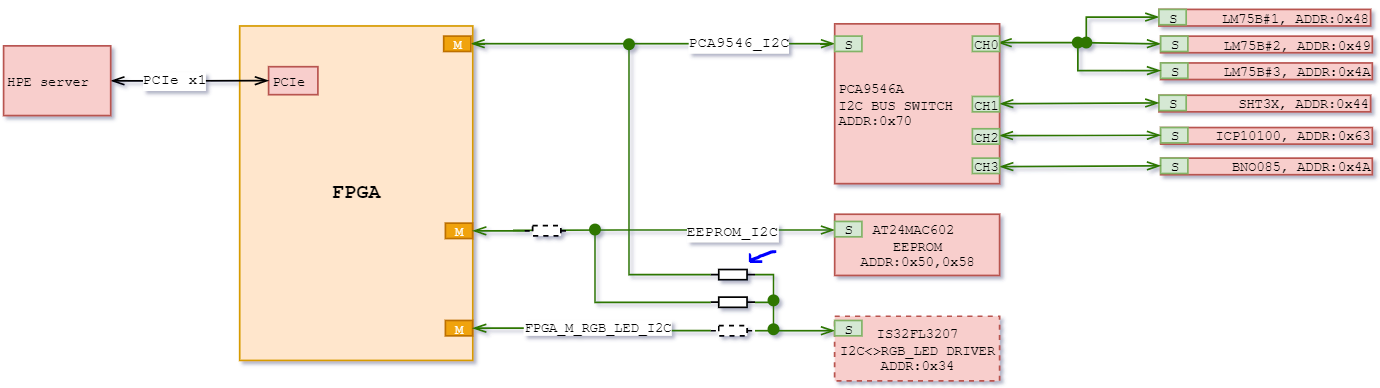 HPE server
PCIe x1
PCIe
FPGA
M
PCA9546_I2C
S
CH0
PCA9546A
I2C BUS SWITCH
ADDR:0x70
CH1
CH2
CH3
S
LM75B#1, ADDR:0x48
S
LM75B#2, ADDR:0x49
S
LM75B#3, ADDR:0x4A
S
SHT3X, ADDR:0x44
S
ICP10100, ADDR:0x63
S
BNO085, ADDR:0x4A
M
EEPROM_I2C
S
AT24MAC602
EEPROM
ADDR:0x50,0x58
M
FPGA_M_RGB_LED_I2C
S
IS32FL3207
I2C<>RGB_LED DRIVER
ADDR:0x34